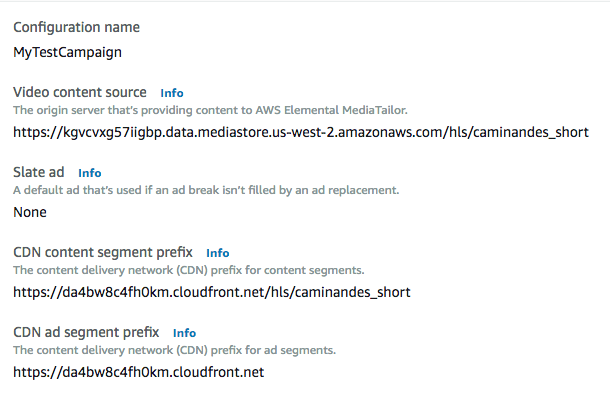 Configuration name
MyTestCampaign
Video content source Info
The origin server that's providing content to AWS Elemental MediaTailor.
https://kgvcvxg57iigbp.data.mediastore.us-west-2.amazonaws.com/hls/caminandes_short
Slate ad Info
A default ad that's used if an ad break isn't filled by an ad replacement.
None
CDN content segment prefix Info
The content delivery network (CDN) prefix for content segments.
https://da4bw8c4fh0km.cloudfront.net/hls/caminandes_short
CDN ad segment prefix Info
The content delivery network (CDN) prefix for ad segments.
https://da4bw8c4fh0km.cloudfront.net